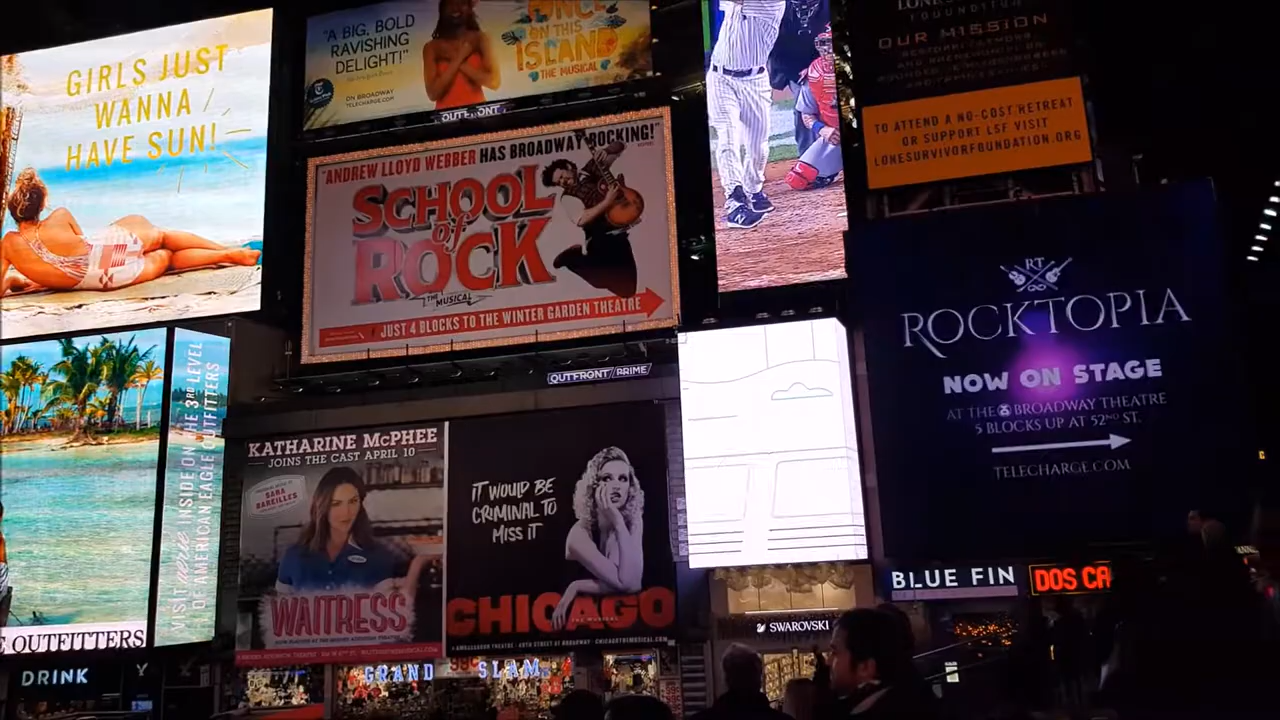 GIRLS JUST
WANNA
HAVE SUN!
"A BIG, BOLD
RAVISHING
DELIGHT!"
ON BROADWAY
TELECHARGE.COM
ONCE
ON THIS
ISLAND
THE MUSICAL
OUTFRONT
"ANDREW LLOYD WEBBER HAS BROADWAY ROCKING!"
SCHOOL
of
ROCK
THE MUSICAL
JUST 4 BLOCKS TO THE WINTER GARDEN THEATRE
OUTFRONT/PRIME
OUR MISSION
TO ATTEND A NO-COST RETREAT
OR SUPPORT LSF VISIT
LONESURVIVORFOUNDATION.ORG
RT
ROCKTOPIA
NOW ON STAGE
AT THE BROADWAY THEATRE
5 BLOCKS UP AT 52ND ST.
TELECHARGE.COM
VISIT aerie INSIDE ON THE 3RD LEVEL
OF AMERICAN EAGLE OUTFITTERS
E OUTFITTERS
DRINK
KATHARINE McPHEE
JOINS THE CAST APRIL 10
SARA
BAREILLES
WAITRESS
IT WOULD BE
CRIMINAL TO
MISS IT
CHICAGO
THE MUSICAL
GRAND SLAM
99¢
SWAROVSKI
BLUE FIN
DOS CA